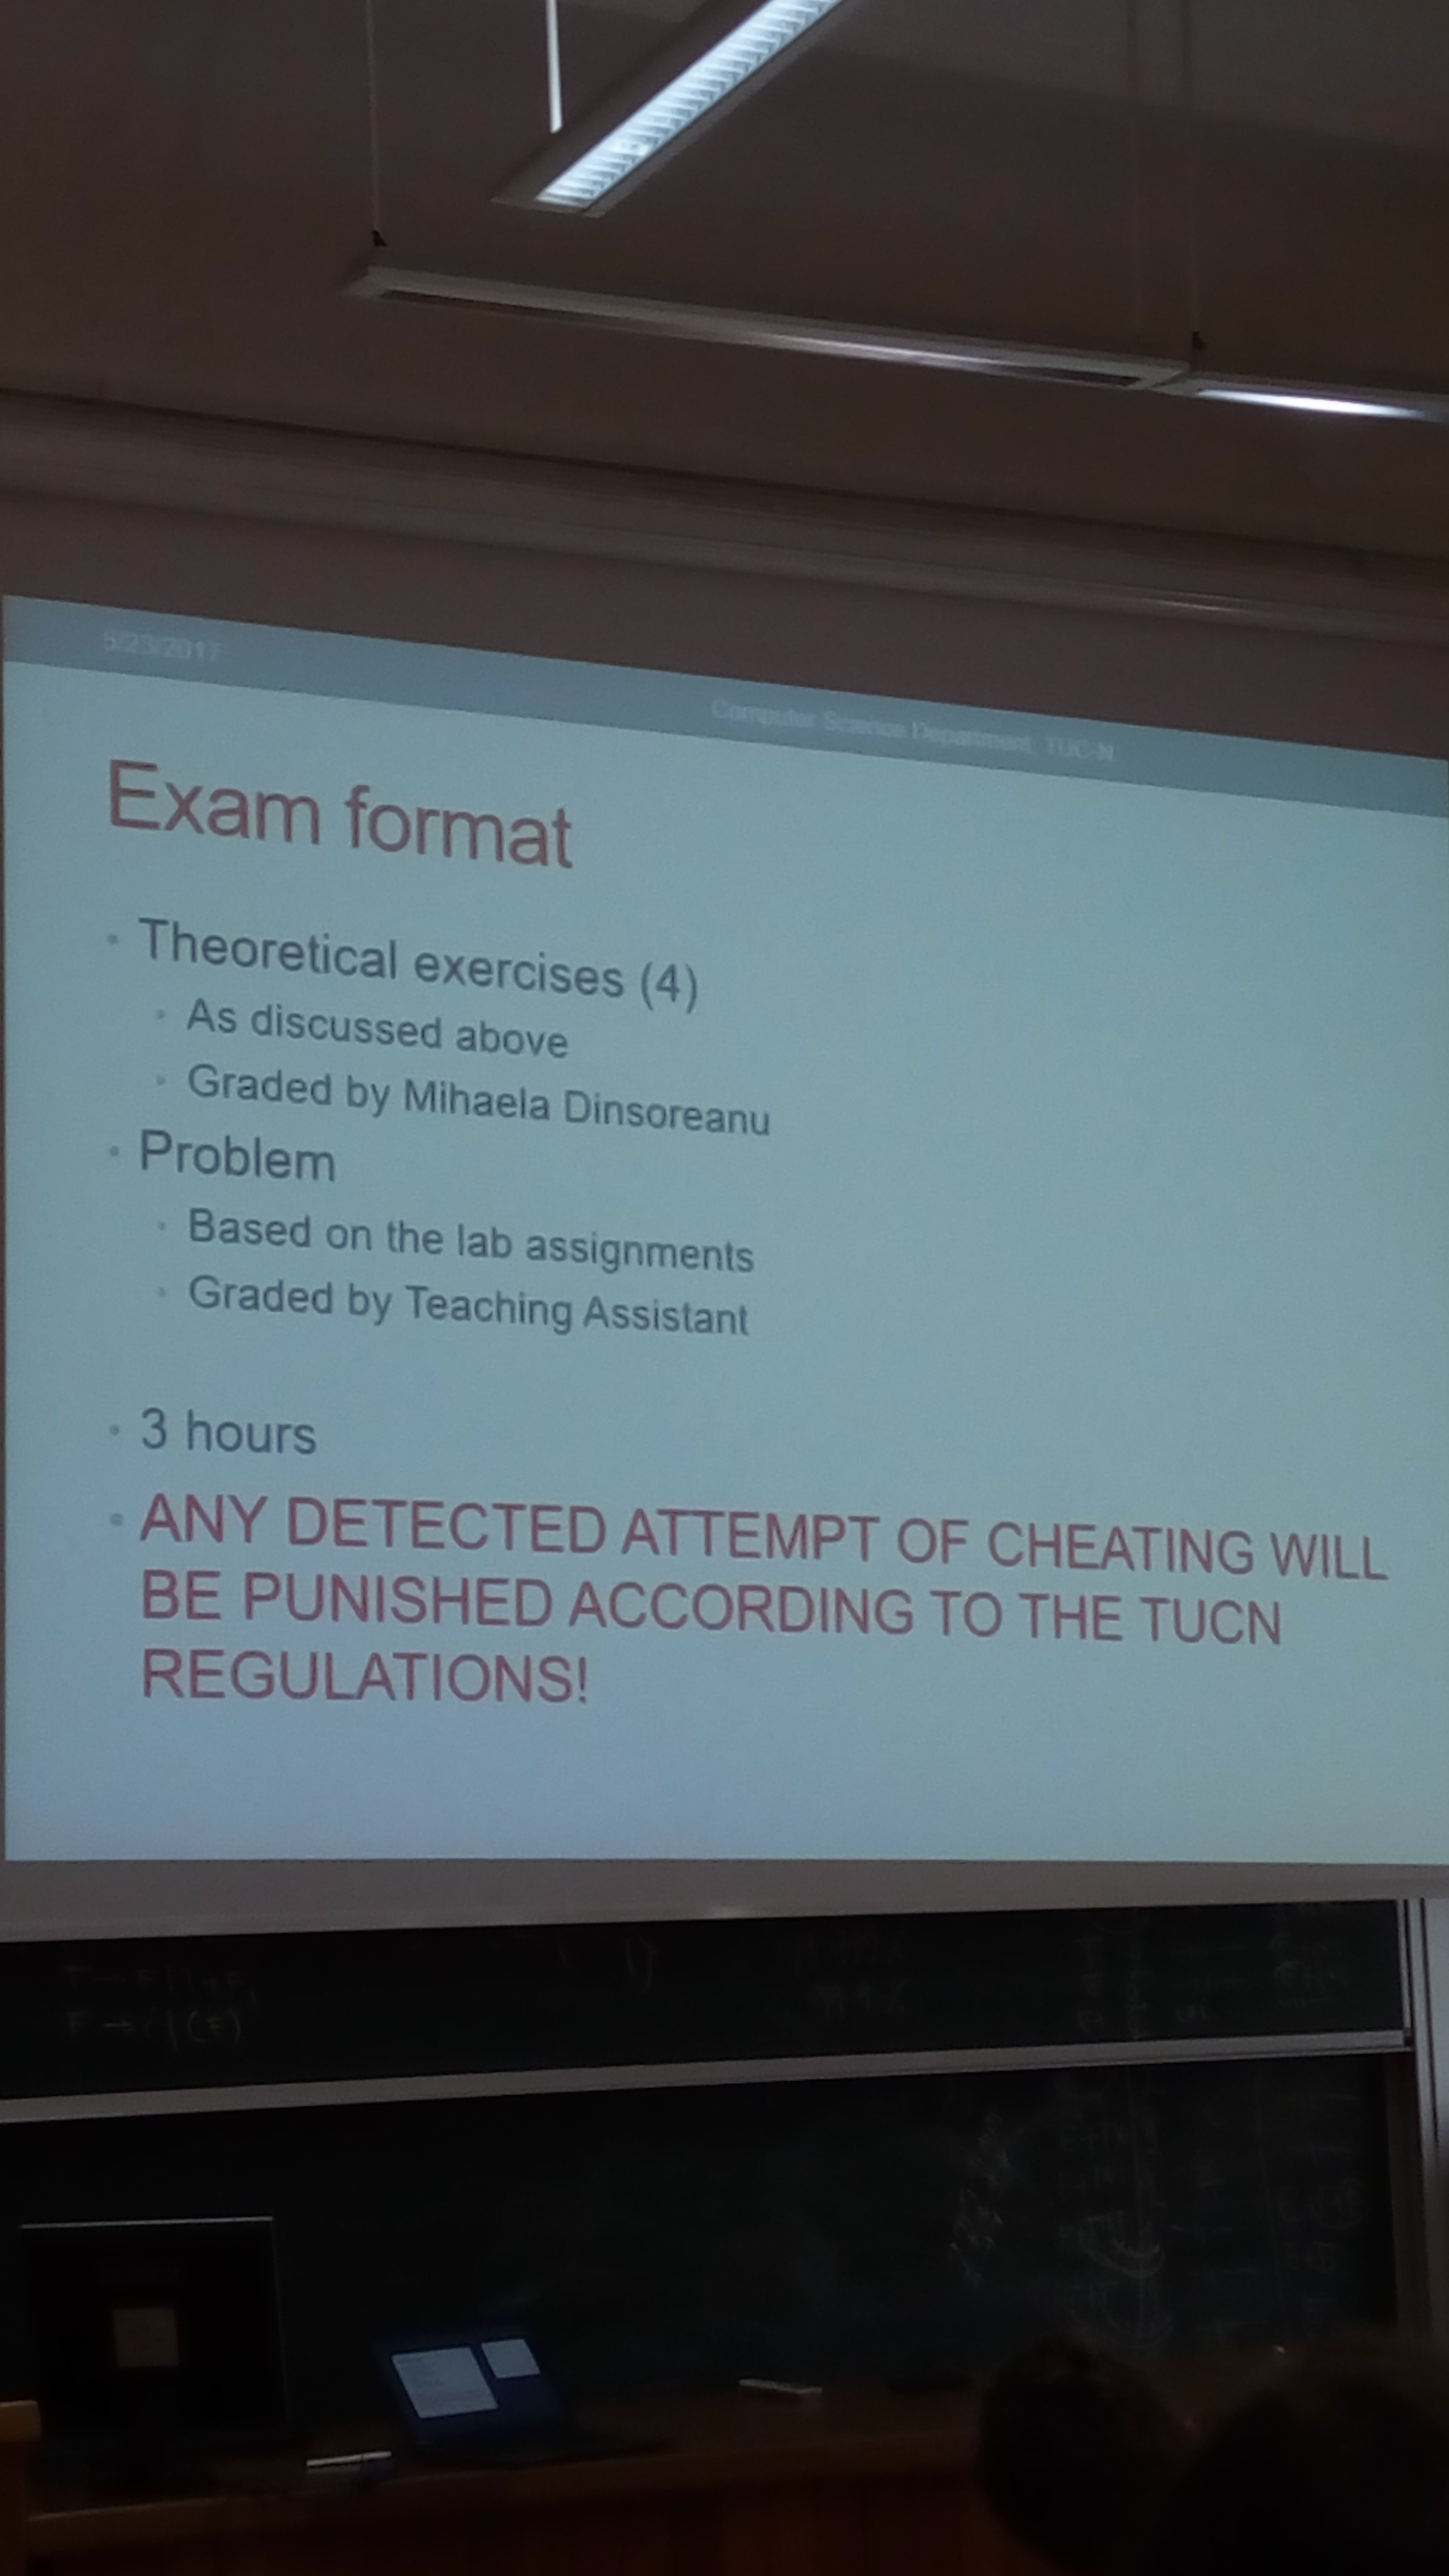 5/23/2017
Computer Science Department, TUC-N
Exam format
• Theoretical exercises (4)
• As discussed above
• Graded by Mihaela Dinsoreanu
• Problem
• Based on the lab assignments
• Graded by Teaching Assistant
• 3 hours
• ANY DETECTED ATTEMPT OF CHEATING WILL
BE PUNISHED ACCORDING TO THE TUCN
REGULATIONS!